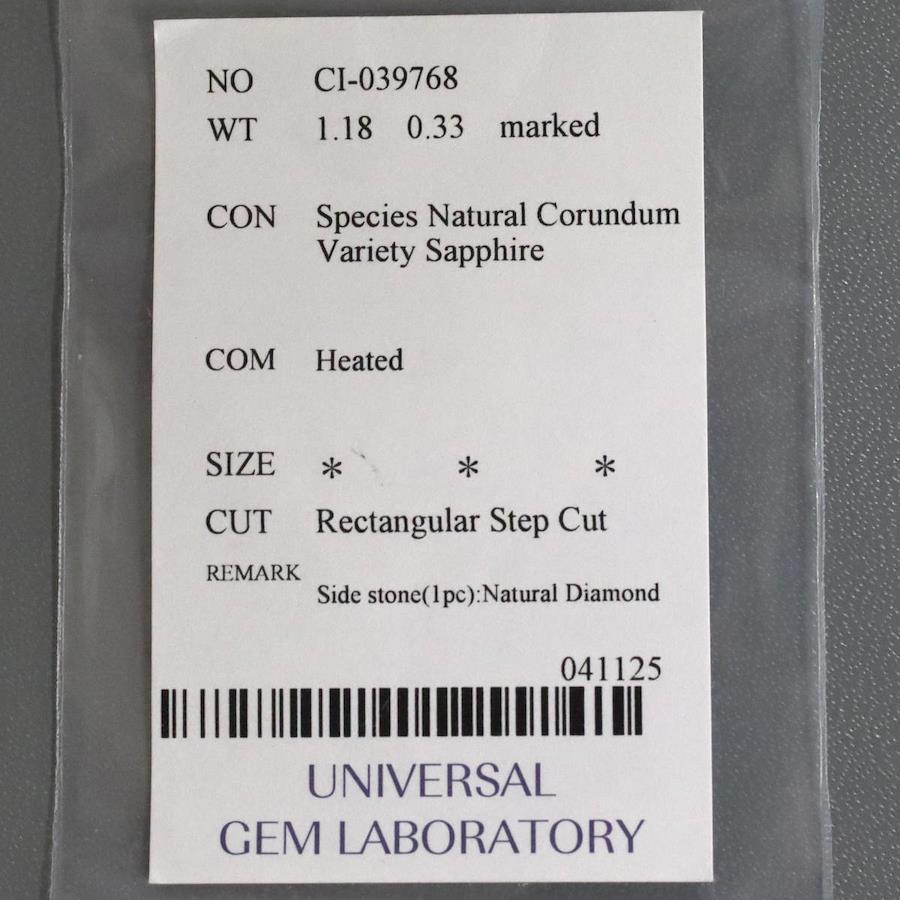 NO CI-039768
WT 1.18 0.33 marked
CON Species Natural Corundum
Variety Sapphire
COM Heated
SIZE * * *
CUT Rectangular Step Cut
REMARK
Side stone(1pc):Natural Diamond
041125
UNIVERSAL
GEM LABORATORY